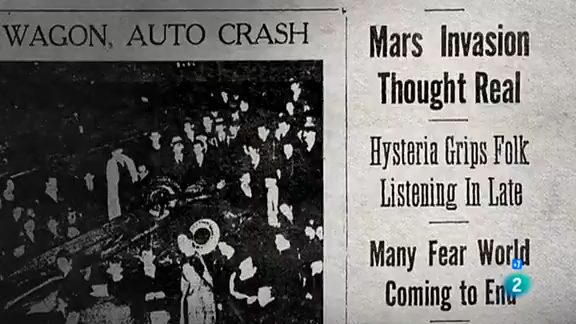 WAGON, AUTO CRASH
Mars Invasion
Thought Real
Hysteria Grips Folk
Listening In Late
Many Fear World
Coming to End
2